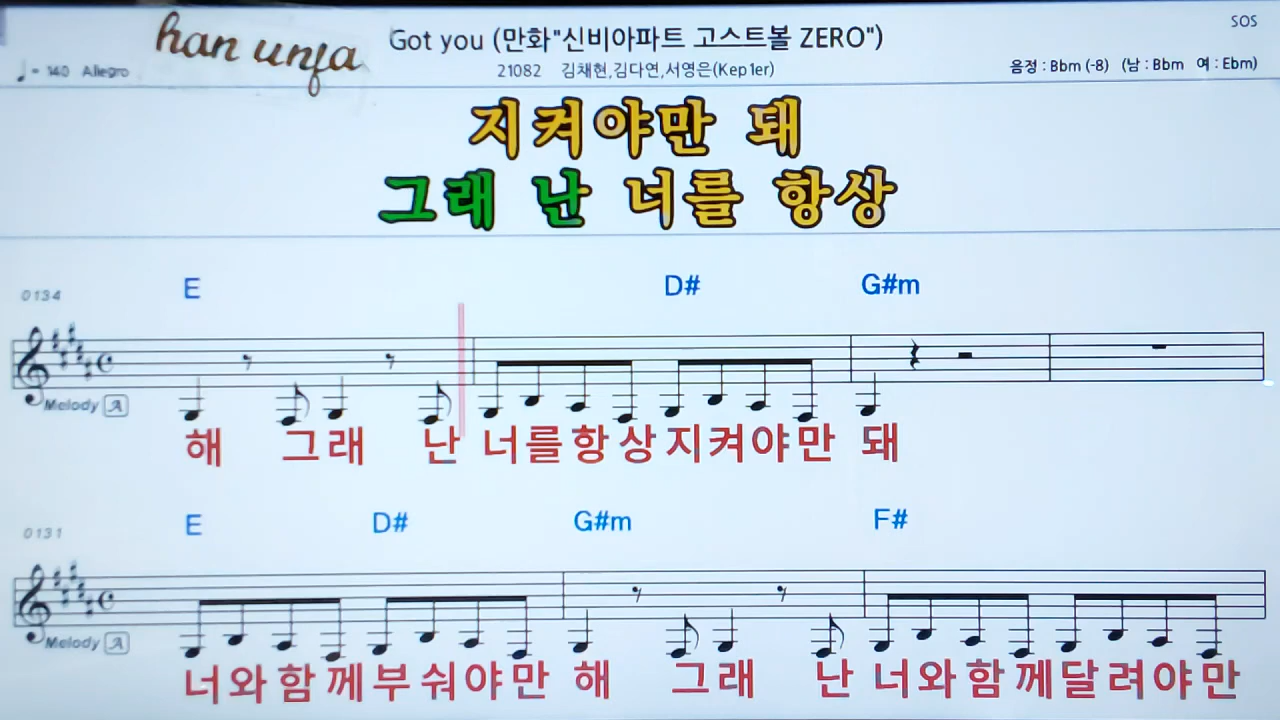 SOS
han unja
Got you (만화"신비아파트 고스트볼 ZERO")
♩= 140 Allegro
21082 김채현,김다연,서영은(Kep1er)
음정 : Bbm (-8) (남 : Bbm 여 : Ebm)
지켜야만 돼
그래 난 너를 항상
0134
E D# G#m
Melody A
해 그래 난 너를항상지켜야만 돼
0131
E D# G#m F#
Melody A
너와함께부숴야만 해 그래 난 너와함께달려야만